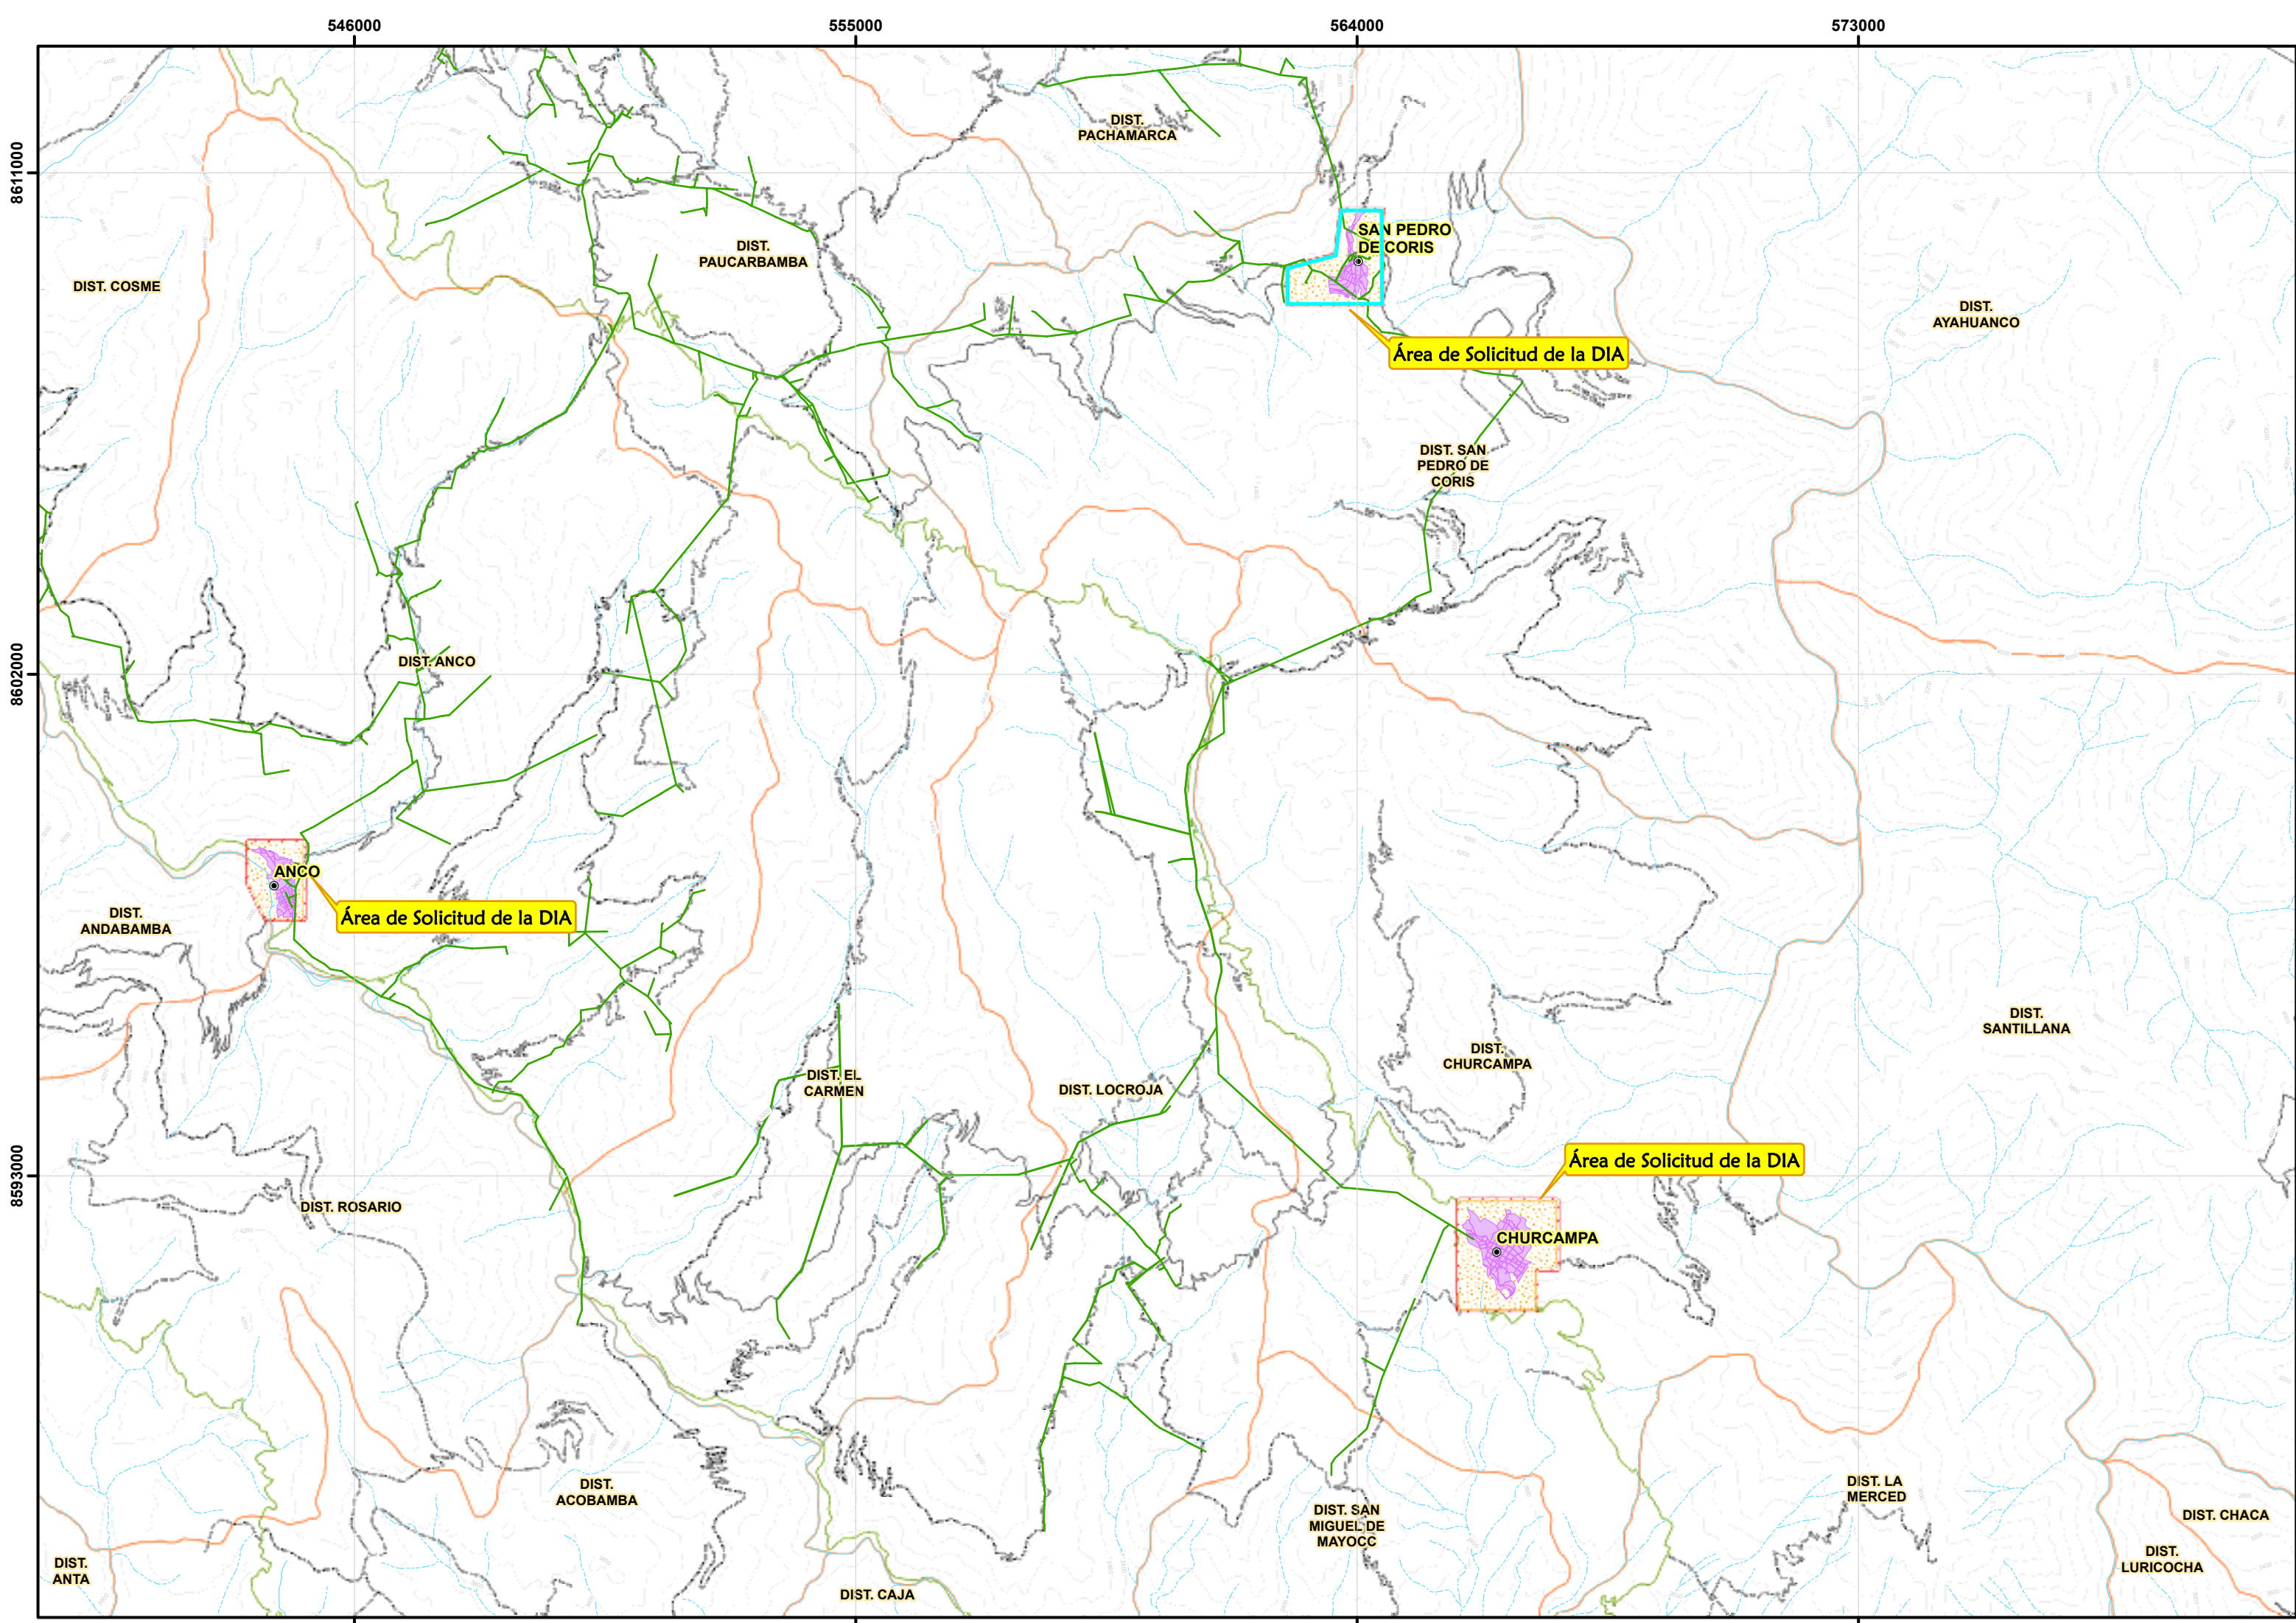 546000
555000
564000
573000
8611000
8602000
8593000
DIST.
PACHAMARCA
SAN PEDRO
DE CORIS
DIST.
PAUCARBAMBA
DIST. COSME
DIST.
AYAHUANCO
Área de Solicitud de la DIA
DIST. SAN
PEDRO DE
CORIS
DIST. ANCO
ANCO
Área de Solicitud de la DIA
DIST.
ANDABAMBA
DIST.
SANTILLANA
DIST.
CHURCAMPA
DIST. EL
CARMEN
DIST. LOCROJA
Área de Solicitud de la DIA
DIST. ROSARIO
CHURCAMPA
DIST.
ACOBAMBA
DIST. LA
MERCED
DIST. SAN
MIGUEL DE
MAYOCC
DIST. CHACA
DIST.
ANTA
DIST.
LURICOCHA
DIST. CAJA